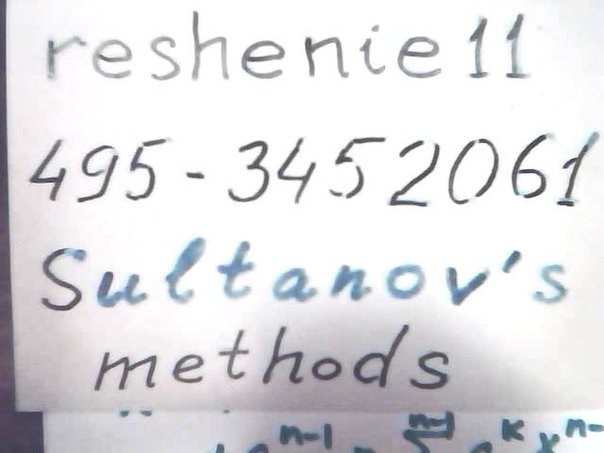 reshenie11
495-3452061
Sultanov's
methods